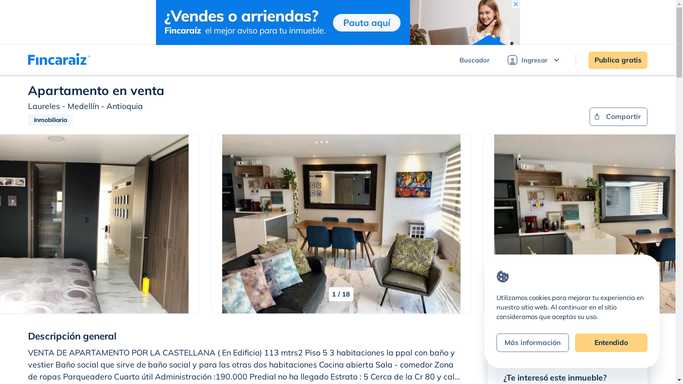 ¿Vendes o arriendas?
Fincaraíz el mejor aviso para tu inmueble.
Pauta aquí
Fincaraíz
Buscador
Ingresar
Publica gratis
Apartamento en venta
Laureles - Medellín - Antioquia
Inmobiliaria
Compartir
1 / 18
Utilizamos cookies para mejorar tu experiencia en
nuestro sitio web. Al continuar en el sitio
consideramos que aceptas su uso.
Más información
Entendido
Descripción general
VENTA DE APARTAMENTO POR LA CASTELLANA ( En Edificio) 113 mtrs2 Piso 5 3 habitaciones la ppal con baño y
vestier Baño social que sirve de baño social y para las otras dos habitaciones Cocina abierta Sala - comedor Zona
de ropas Parqueadero Cuarto útil Administración :190.000 Predial no ha llegado Estrato : 5 Cerca de la Cr 80 y cal...
¿Te interesó este inmueble?